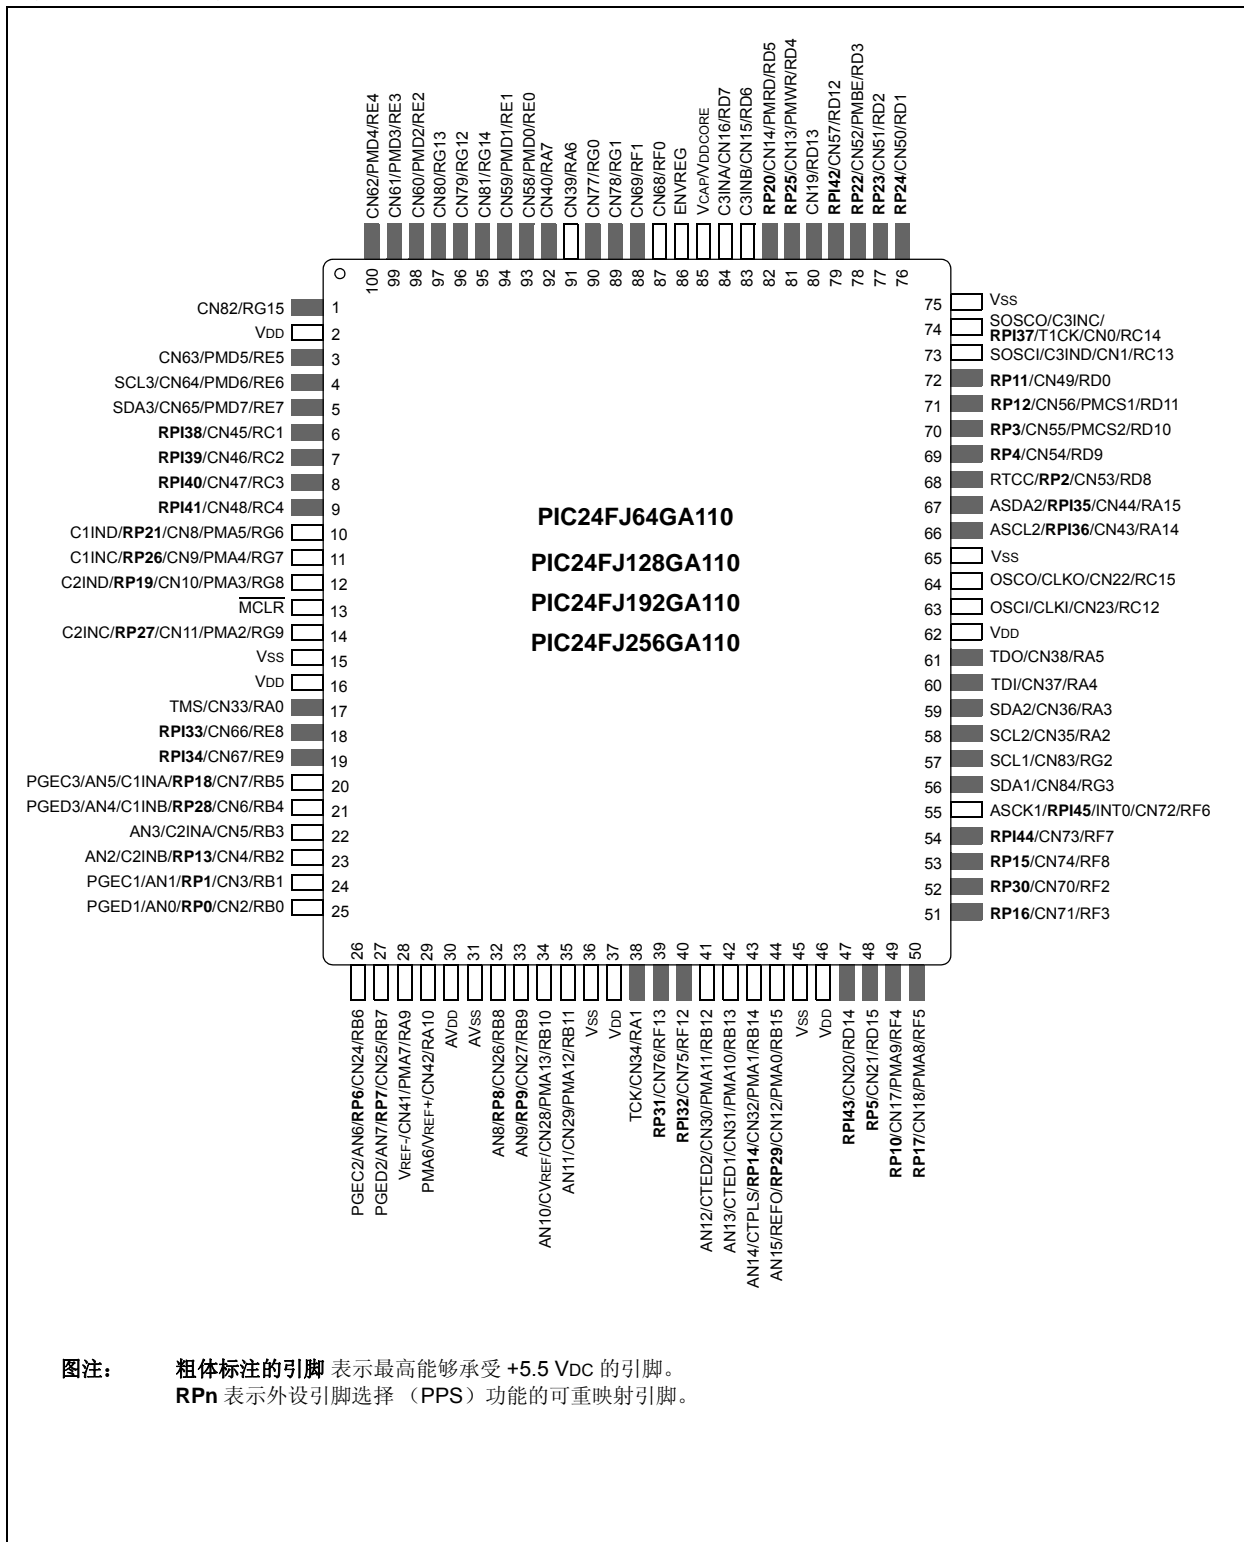 CN62/PMD4/RE4
CN61/PMD3/RE3
CN60/PMD2/RE2
CN80/RG13
CN79/RG12
CN81/RG14
CN59/PMD1/RE1
CN58/PMD0/RE0
CN40/RA7
CN39/RA6
CN77/RG0
CN78/RG1
CN69/RF1
CN68/RF0
ENVREG
VCAP/VDDCORE
C3INA/CN16/RD7
C3INB/CN15/RD6
RP20/CN14/PMRD/RD5
RP25/CN13/PMWR/RD4
CN19/RD13
RPI42/CN57/RD12
RP22/CN52/PMBE/RD3
RP23/CN51/RD2
RP24/CN50/RD1
100 99 98 97 96 95 94 93 92 91 90 89 88 87 86 85 84 83 82 81 80 79 78 77 76
CN82/RG15 1
VDD 2
CN63/PMD5/RE5 3
SCL3/CN64/PMD6/RE6 4
SDA3/CN65/PMD7/RE7 5
RPI38/CN45/RC1 6
RPI39/CN46/RC2 7
RPI40/CN47/RC3 8
RPI41/CN48/RC4 9
C1IND/RP21/CN8/PMA5/RG6 10
C1INC/RP26/CN9/PMA4/RG7 11
C2IND/RP19/CN10/PMA3/RG8 12
MCLR 13
C2INC/RP27/CN11/PMA2/RG9 14
VSS 15
VDD 16
TMS/CN33/RA0 17
RPI33/CN66/RE8 18
RPI34/CN67/RE9 19
PGEC3/AN5/C1INA/RP18/CN7/RB5 20
PGED3/AN4/C1INB/RP28/CN6/RB4 21
AN3/C2INA/CN5/RB3 22
AN2/C2INB/RP13/CN4/RB2 23
PGEC1/AN1/RP1/CN3/RB1 24
PGED1/AN0/RP0/CN2/RB0 25
PIC24FJ64GA110
PIC24FJ128GA110
PIC24FJ192GA110
PIC24FJ256GA110
75 VSS
74 SOSCO/C3INC/
RPI37/T1CK/CN0/RC14
73 SOSCI/C3IND/CN1/RC13
72 RP11/CN49/RD0
71 RP12/CN56/PMCS1/RD11
70 RP3/CN55/PMCS2/RD10
69 RP4/CN54/RD9
68 RTCC/RP2/CN53/RD8
67 ASDA2/RPI35/CN44/RA15
66 ASCL2/RPI36/CN43/RA14
65 VSS
64 OSCO/CLKO/CN22/RC15
63 OSCI/CLKI/CN23/RC12
62 VDD
61 TDO/CN38/RA5
60 TDI/CN37/RA4
59 SDA2/CN36/RA3
58 SCL2/CN35/RA2
57 SCL1/CN83/RG2
56 SDA1/CN84/RG3
55 ASCK1/RPI45/INT0/CN72/RF6
54 RPI44/CN73/RF7
53 RP15/CN74/RF8
52 RP30/CN70/RF2
51 RP16/CN71/RF3
26 27 28 29 30 31 32 33 34 35 36 37 38 39 40 41 42 43 44 45 46 47 48 49 50
PGEC2/AN6/RP6/CN24/RB6
PGED2/AN7/RP7/CN25/RB7
VREF-/CN41/PMA7/RA9
PMA6/VREF+/CN42/RA10
AVDD
AVSS
AN8/RP8/CN26/RB8
AN9/RP9/CN27/RB9
AN10/CVREF/CN28/PMA13/RB10
AN11/CN29/PMA12/RB11
VSS
VDD
TCK/CN34/RA1
RP31/CN76/RF13
RPI32/CN75/RF12
AN12/CTED2/CN30/PMA11/RB12
AN13/CTED1/CN31/PMA10/RB13
AN14/CTPLS/RP14/CN32/PMA1/RB14
AN15/REFO/RP29/CN12/PMA0/RB15
VSS
VDD
RPI43/CN20/RD14
RP5/CN21/RD15
RP10/CN17/PMA9/RF4
RP17/CN18/PMA8/RF5
图注： 粗体标注的引脚 表示最高能够承受 +5.5 VDC 的引脚。
RPn 表示外设引脚选择 （PPS）功能的可重映射引脚。